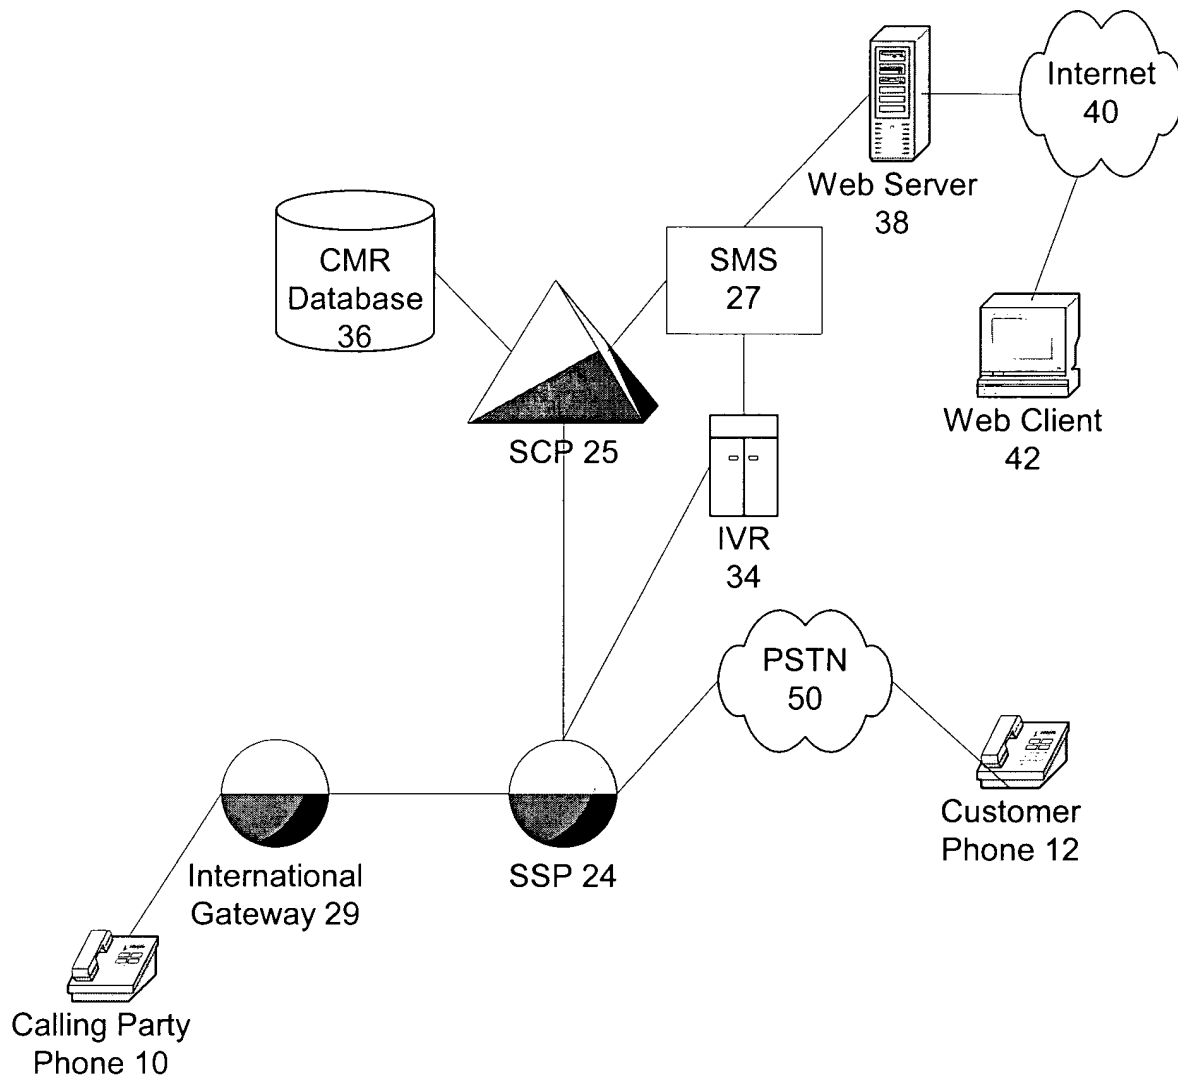 Internet
40
Web Server
38
CMR
Database
36
SMS
27
Web Client
42
SCP 25
IVR
34
PSTN
50
Customer
Phone 12
International
Gateway 29
SSP 24
Calling Party
Phone 10